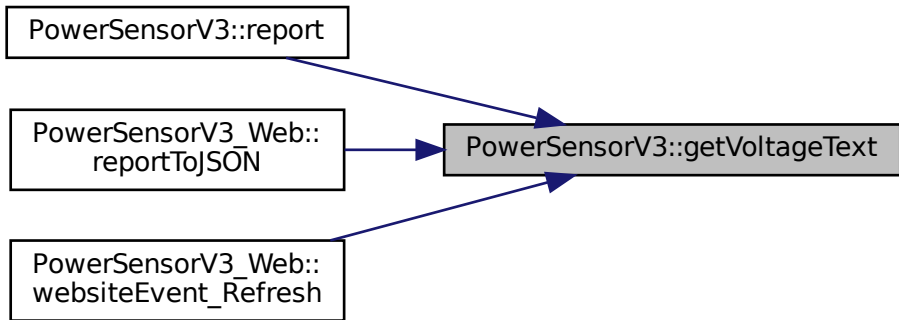 PowerSensorV3::report
PowerSensorV3_Web::
reportToJSON
PowerSensorV3::getVoltageText
PowerSensorV3_Web::
websiteEvent_Refresh